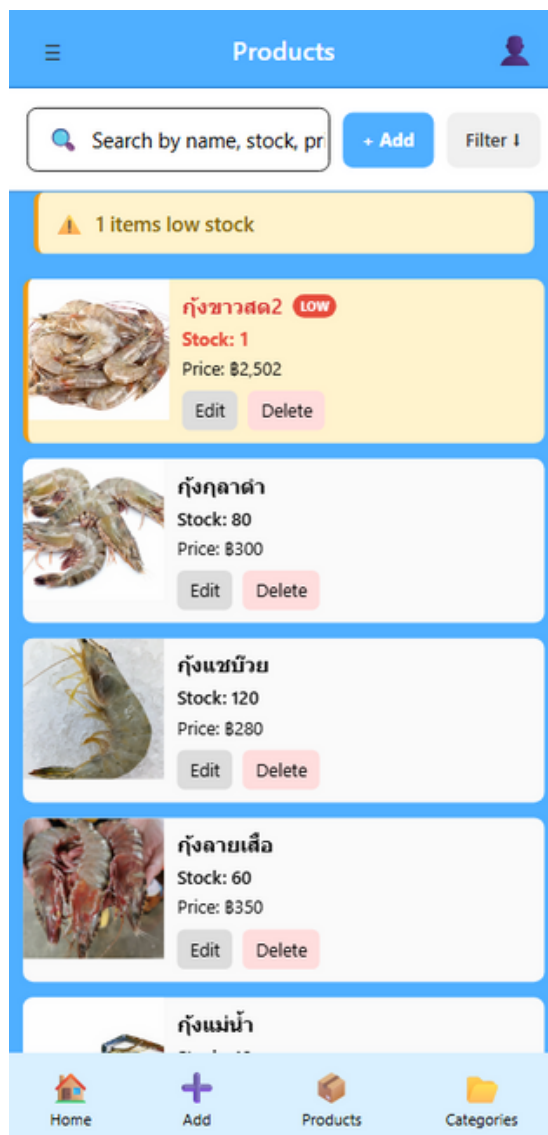 Products
Search by name, stock, pr
+ Add
Filter ⬇
1 items low stock
กุ้งขาวสด2 LOW
Stock: 1
Price: ฿2,502
Edit Delete
กุ้งกุลาดำ
Stock: 80
Price: ฿300
Edit Delete
กุ้งแชบ๊วย
Stock: 120
Price: ฿280
Edit Delete
กุ้งลายเสือ
Stock: 60
Price: ฿350
Edit Delete
กุ้งแม่น้ำ
Home Add Products Categories